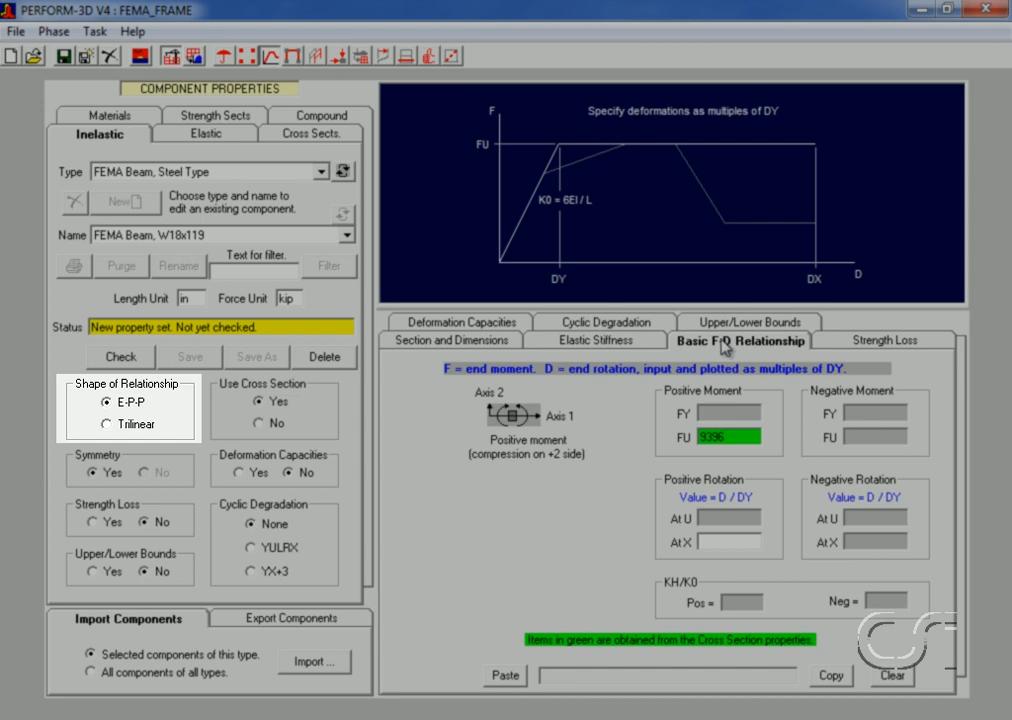 PERFORM-3D V4 : FEMA_FRAME
File Phase Task Help
COMPONENT PROPERTIES
Materials Strength Sects Compound
Inelastic Elastic Cross Sects.
Type FEMA Beam, Steel Type
New Choose type and name to
edit an existing component.
Name FEMA Beam, W18x119
Text for filter.
Purge Rename Filter
Length Unit in Force Unit kip
Status New property set. Not yet checked.
Check Save Save As Delete
Shape of Relationship
E-P-P
Trilinear
Use Cross Section
Yes
No
Symmetry
Yes No
Deformation Capacities
Yes No
Strength Loss
Yes No
Cyclic Degradation
None
YULRX
YX+3
Upper/Lower Bounds
Yes No
Import Components Export Components
Selected components of this type.
All components of all types.
Import ...
F
Specify deformations as multiples of DY
FU
K0 = 6EI / L
DY
DX
D
Deformation Capacities Cyclic Degradation Upper/Lower Bounds
Section and Dimensions Elastic Stiffness Basic F-D Relationship Strength Loss
F = end moment. D = end rotation, input and plotted as multiples of DY.
Axis 2
Axis 1
Positive moment
(compression on +2 side)
Positive Moment
FY
FU 9396
Negative Moment
FY
FU
Positive Rotation
Value = D / DY
At U
At X
Negative Rotation
Value = D / DY
At U
At X
KH/K0
Pos = Neg =
Items in green are obtained from the Cross Section properties.
Paste Copy Clear